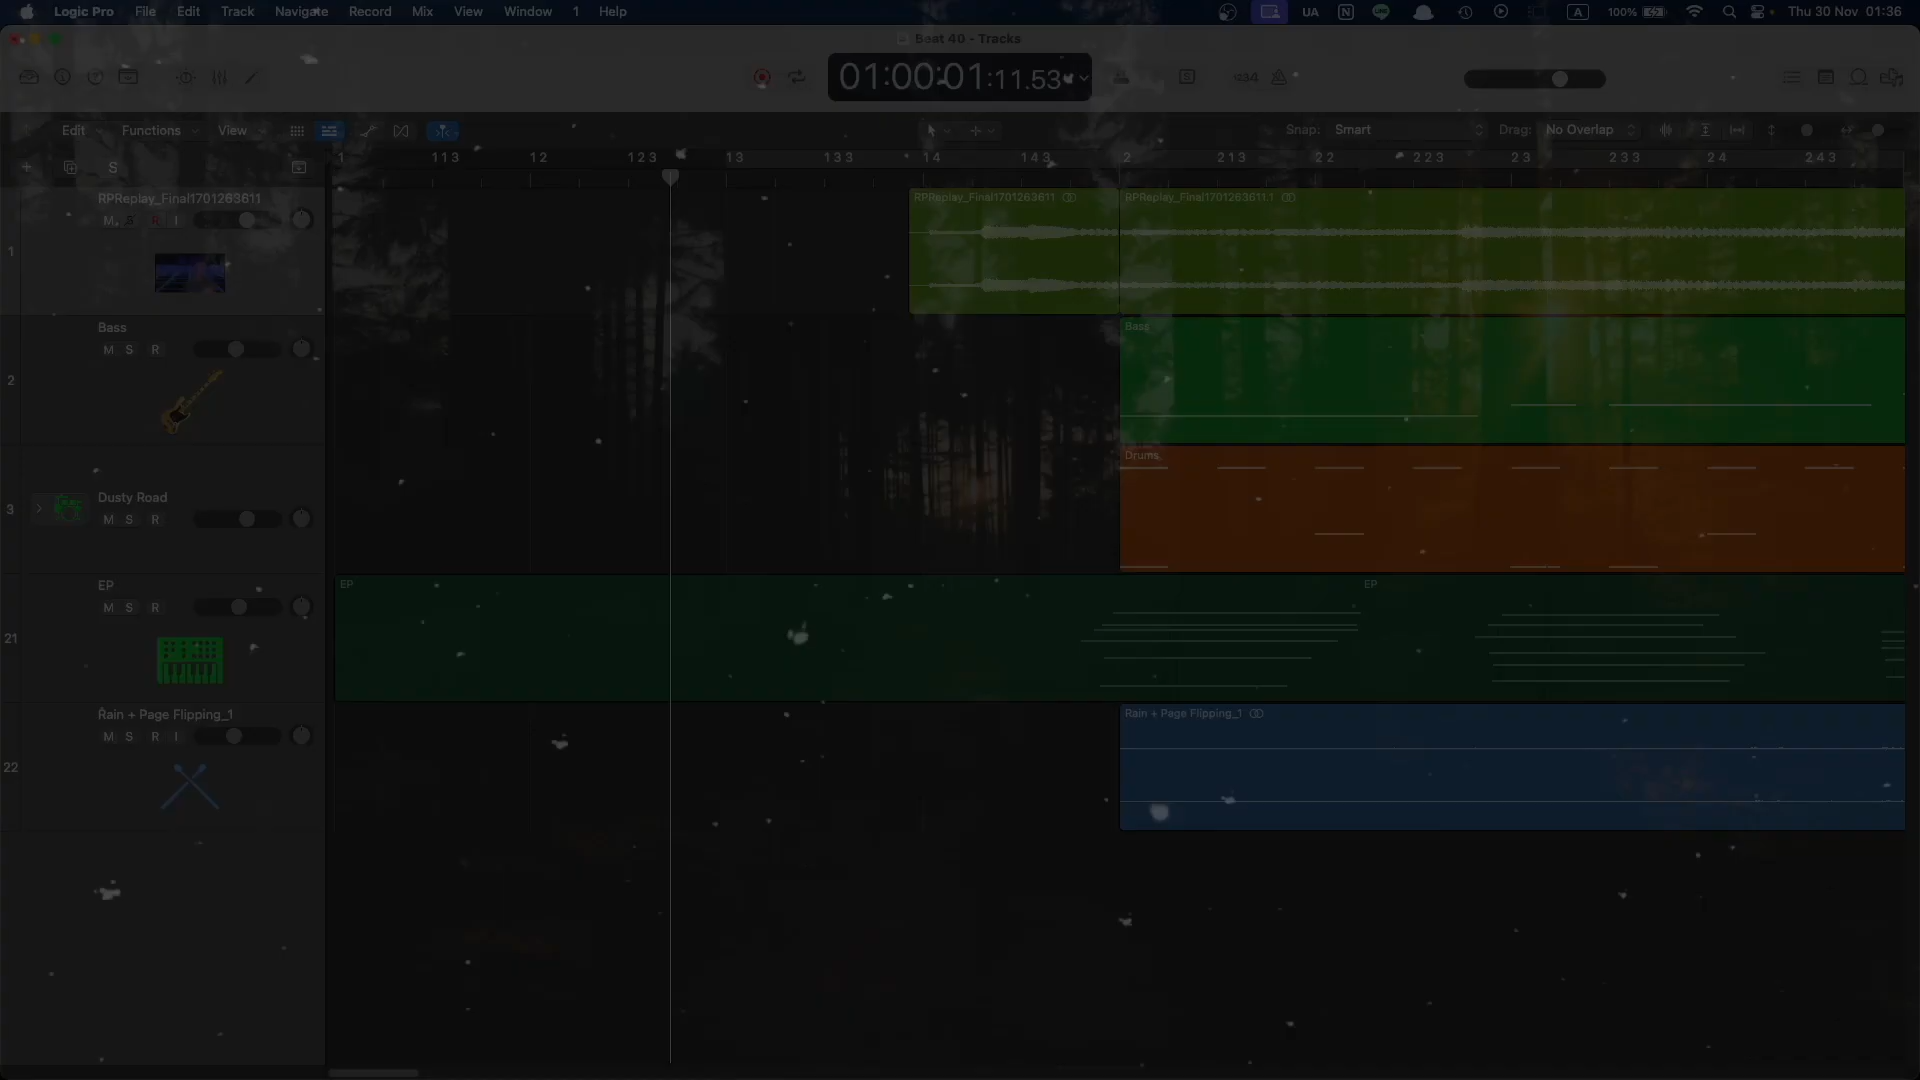 Logic Pro File Edit Track Navigate Record Mix View Window 1 Help UA A 100% Thu 30 Nov 01:36
Beat 40 - Tracks
01:00:01:11.53 S 1234
Edit Functions View Snap: Smart Drag: No Overlap
S
1 1 1 3 1 2 1 2 3 1 3 1 3 3 1 4 1 4 3 2 2 1 3 2 2 2 2 3 2 3 2 3 3 2 4 2 4 3
1 RPReplay_Final1701263611
M S R I
RPReplay_Final1701263611 RPReplay_Final1701263611.1
2 Bass
M S R
Bass
3 Dusty Road
M S R
Drums
21 EP
M S R
EP EP
22 Rain + Page Flipping_1
M S R I
Rain + Page Flipping_1